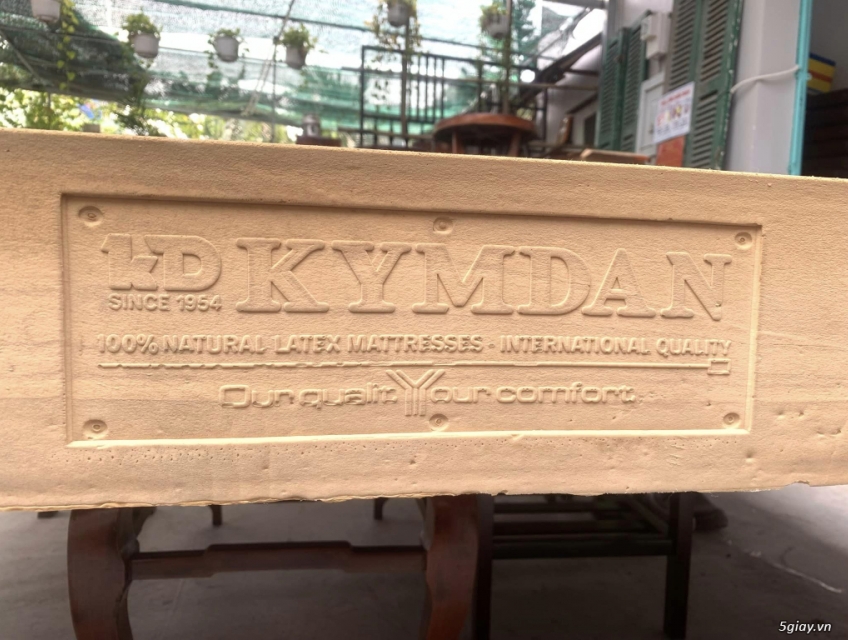 KD KYMDAN
SINCE 1954
100% NATURAL LATEX MATTRESSES - INTERNATIONAL QUALITY
Our qualit Your comfort
5giay.vn